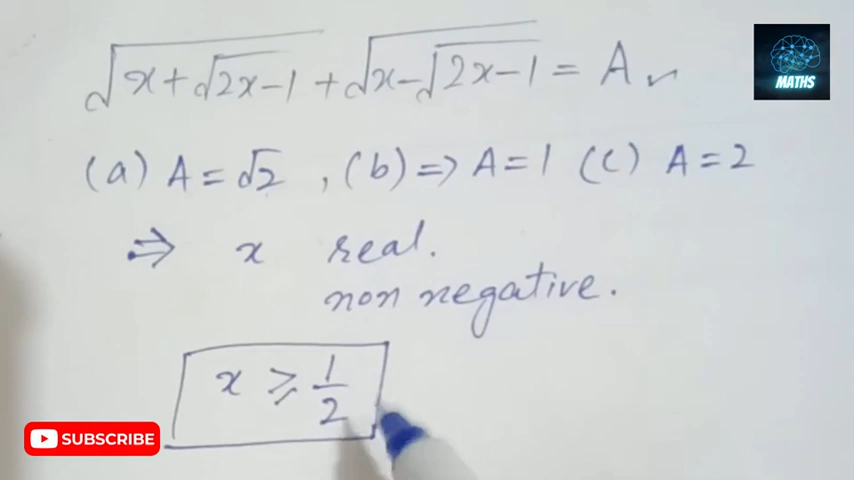 √(x+√(2x-1)) + √(x-√(2x-1)) = A
MATHS
(a) A = √2 , (b) => A = 1 (c) A = 2
=> x real.
non negative.
x ≥ 1/2
SUBSCRIBE